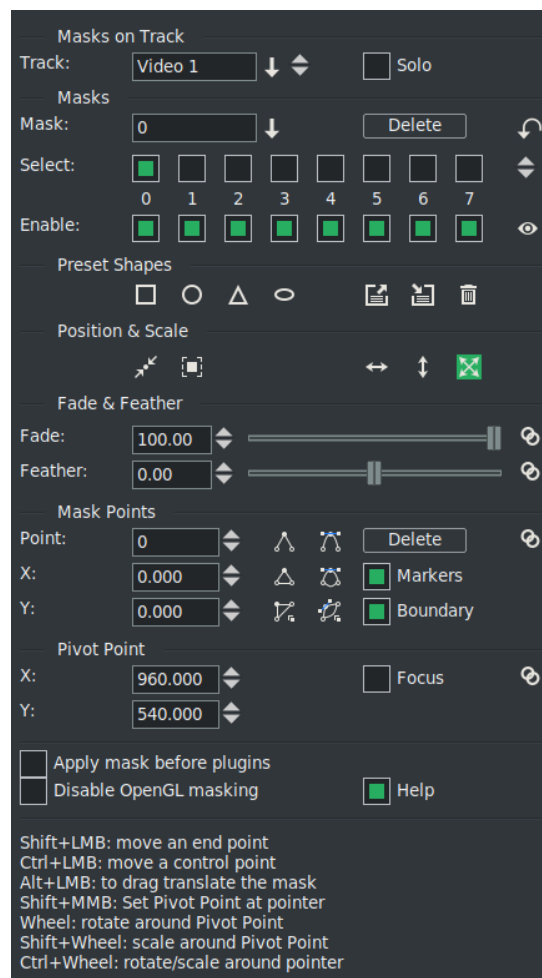 Masks on Track
Track: Video 1 Solo
Masks
Mask: 0 Delete
Select:
0 1 2 3 4 5 6 7
Enable:
Preset Shapes
Position & Scale
Fade & Feather
Fade: 100.00
Feather: 0.00
Mask Points
Point: 0 Delete
X: 0.000 Markers
Y: 0.000 Boundary
Pivot Point
X: 960.000 Focus
Y: 540.000
Apply mask before plugins
Disable OpenGL masking Help
Shift+LMB: move an end point
Ctrl+LMB: move a control point
Alt+LMB: to drag translate the mask
Shift+MMB: Set Pivot Point at pointer
Wheel: rotate around Pivot Point
Shift+Wheel: scale around Pivot Point
Ctrl+Wheel: rotate/scale around pointer